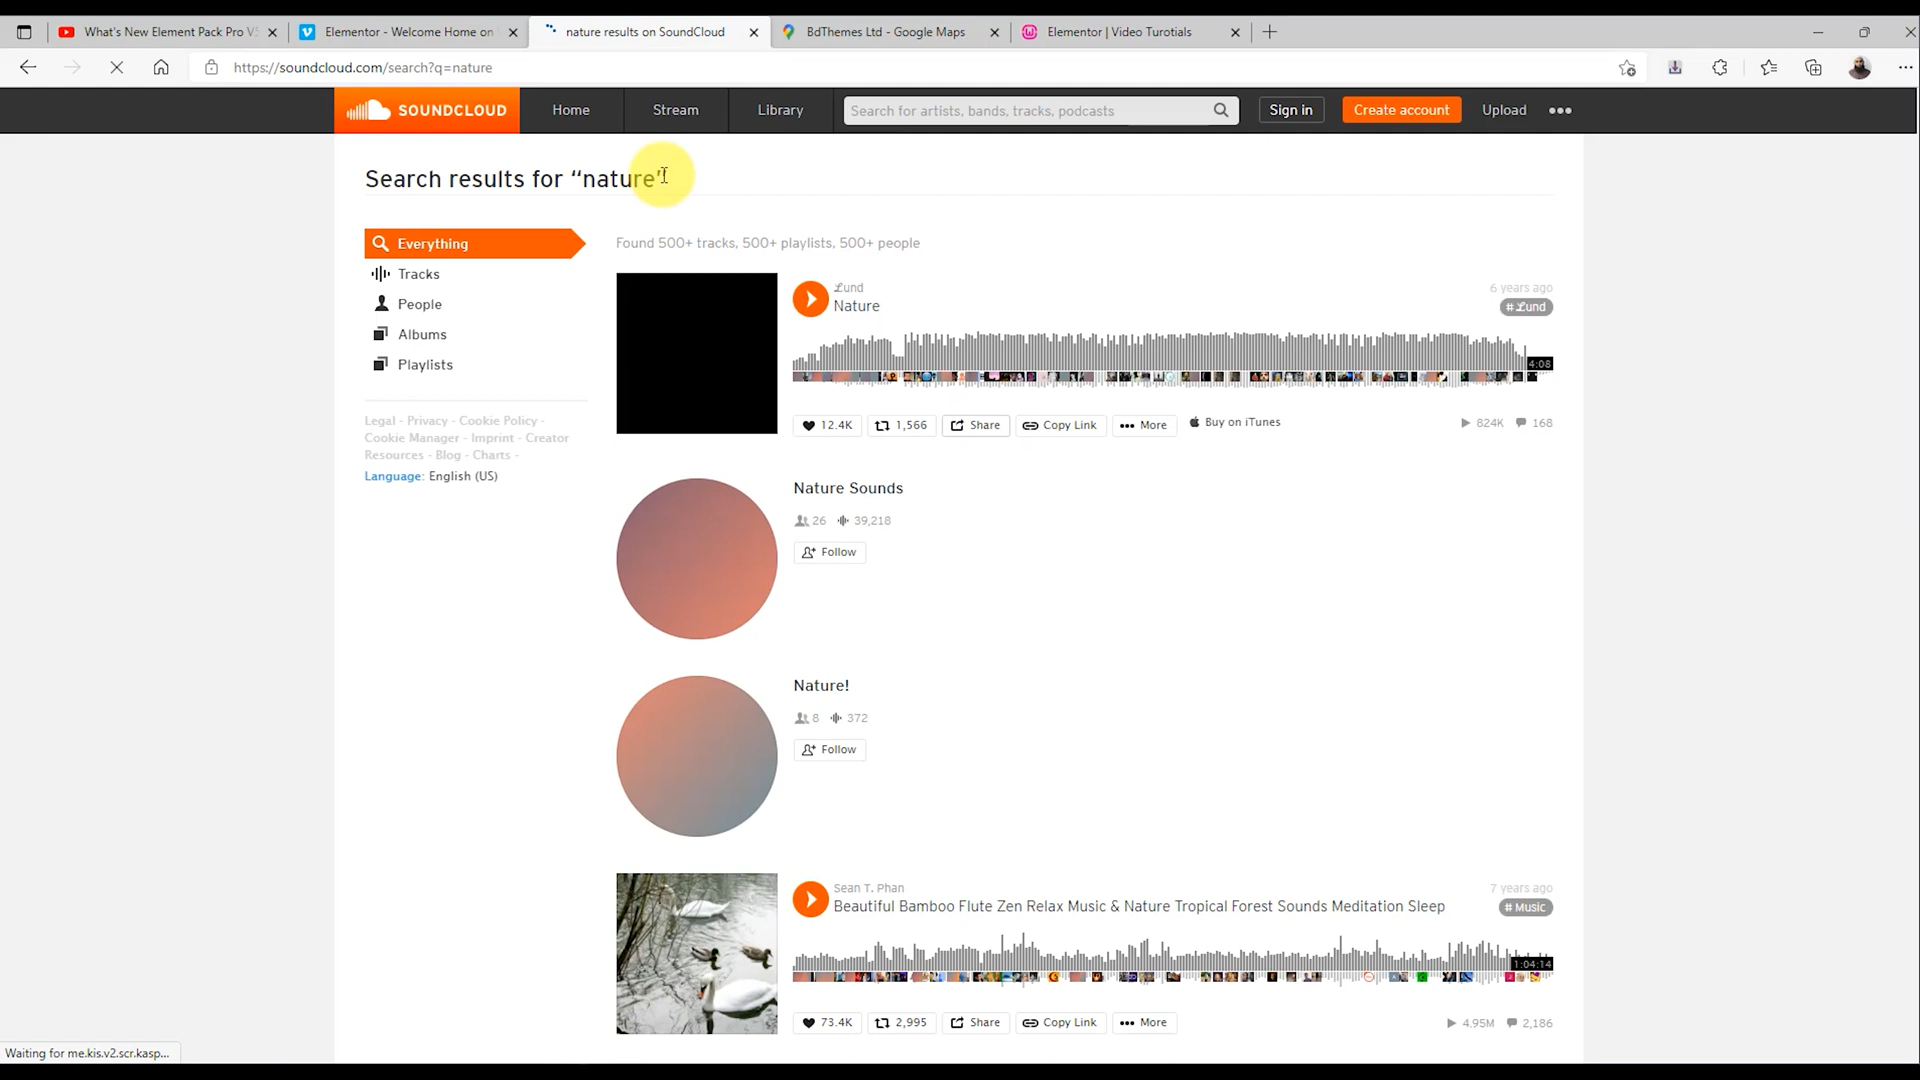 What's New Element Pack Pro V5
Elementor - Welcome Home on
nature results on SoundCloud
BdThemes Ltd - Google Maps
Elementor | Video Turotials
https://soundcloud.com/search?q=nature
SOUNDCLOUD
Home
Stream
Library
Search for artists, bands, tracks, podcasts
Sign in
Create account
Upload
Search results for “nature”
Everything
Tracks
People
Albums
Playlists
Legal - Privacy - Cookie Policy -
Cookie Manager - Imprint - Creator
Resources - Blog - Charts -
Language: English (US)
Found 500+ tracks, 500+ playlists, 500+ people
ℒund
Nature
6 years ago
# ℒund
4:08
12.4K
1,566
Share
Copy Link
More
Buy on iTunes
824K
168
Nature Sounds
26
39,218
Follow
Nature!
8
372
Follow
Sean T. Phan
Beautiful Bamboo Flute Zen Relax Music & Nature Tropical Forest Sounds Meditation Sleep
7 years ago
# Music
1:04:14
73.4K
2,995
Share
Copy Link
More
4.95M
2,186
Waiting for me.kis.v2.scr.kasp...